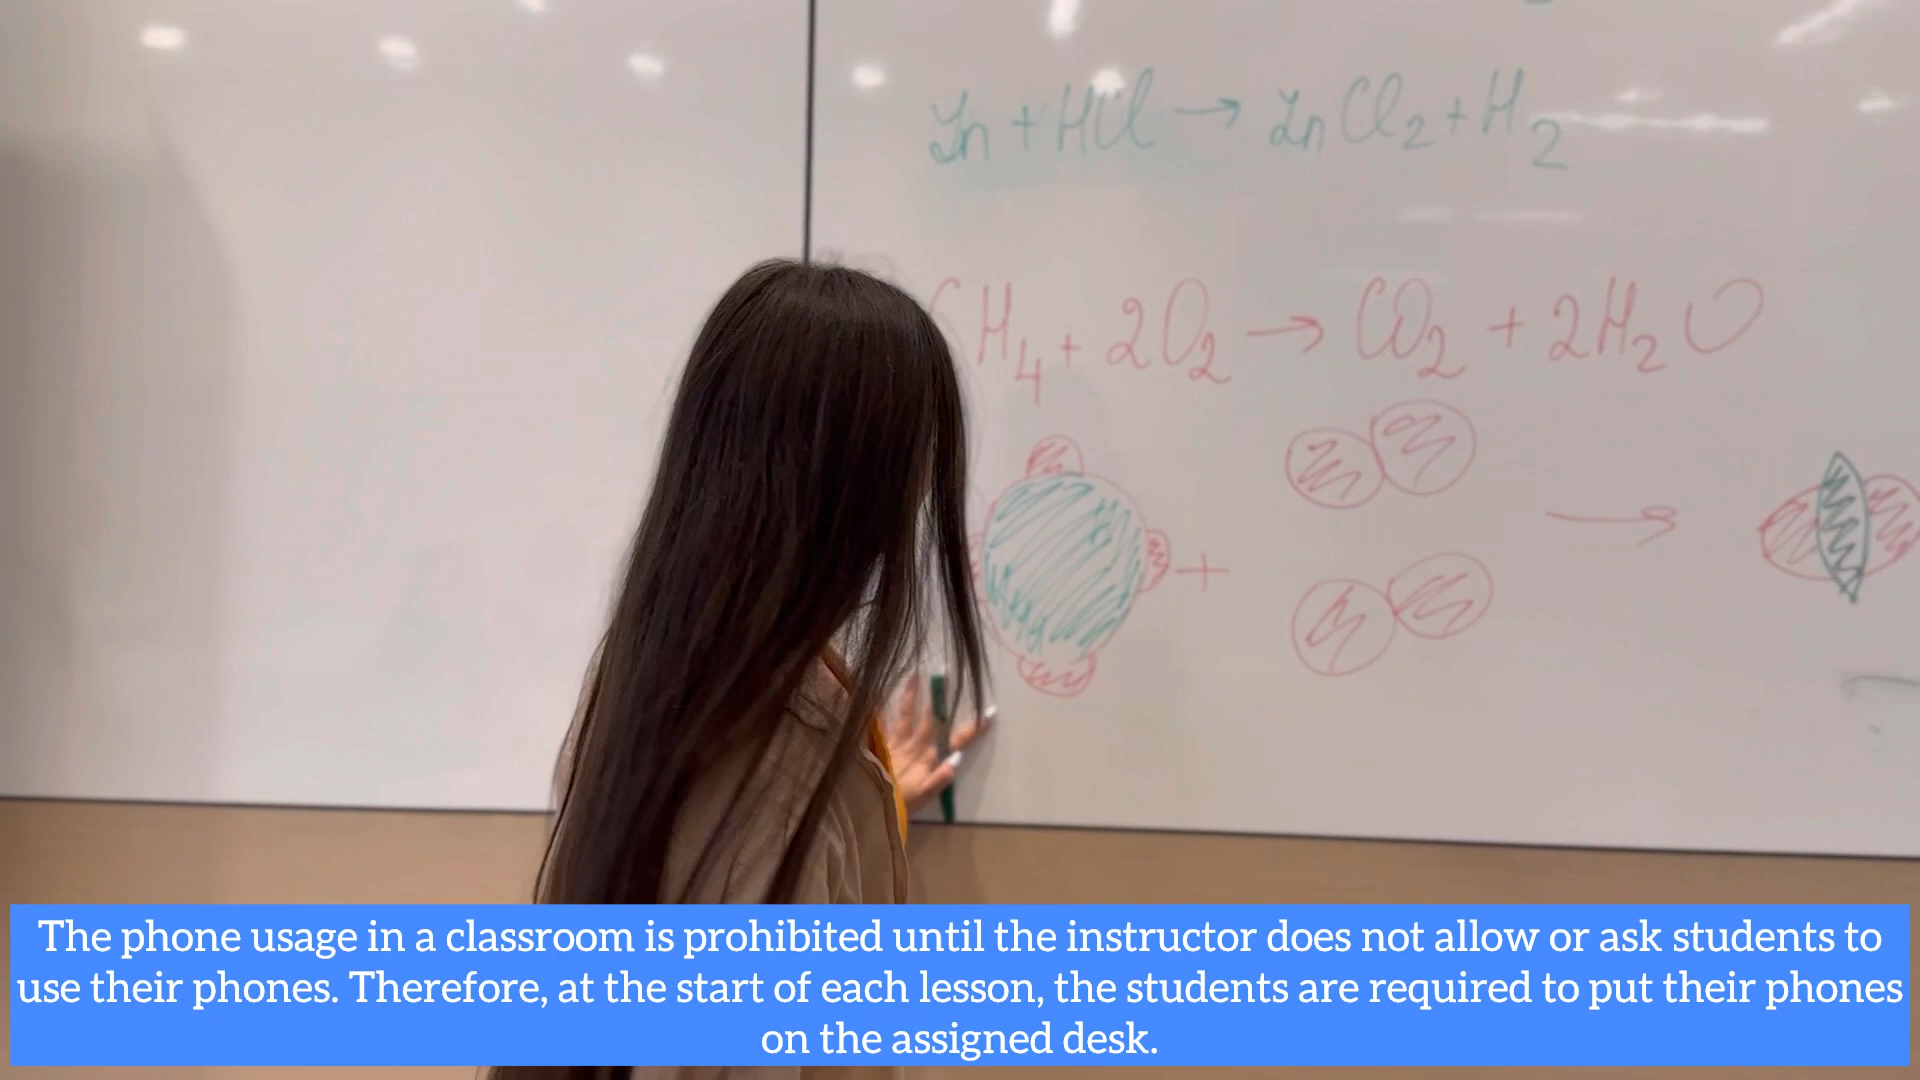 Zn + HCl → ZnCl₂ + H₂
CH₄ + 2O₂ → CO₂ + 2H₂O
+ →
The phone usage in a classroom is prohibited until the instructor does not allow or ask students to
use their phones. Therefore, at the start of each lesson, the students are required to put their phones
on the assigned desk.